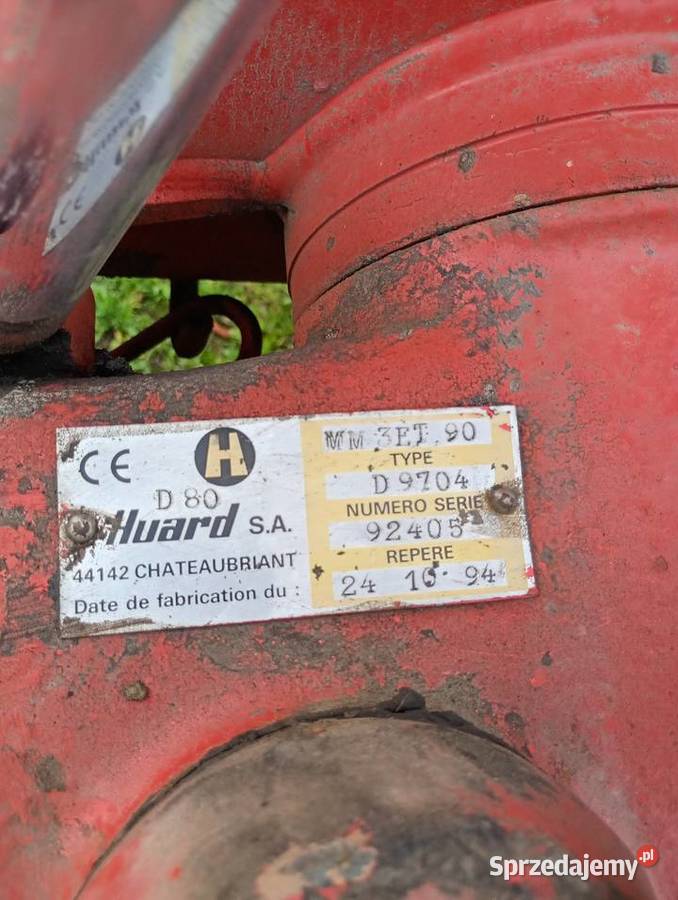 CE H
D 80
Huard S.A.
44142 CHATEAUBRIANT
Date de fabrication du :
MM 3ET 90
TYPE
D 9704
NUMERO SERIE
92405
REPERE
24 10 94
Sprzedajemy.pl